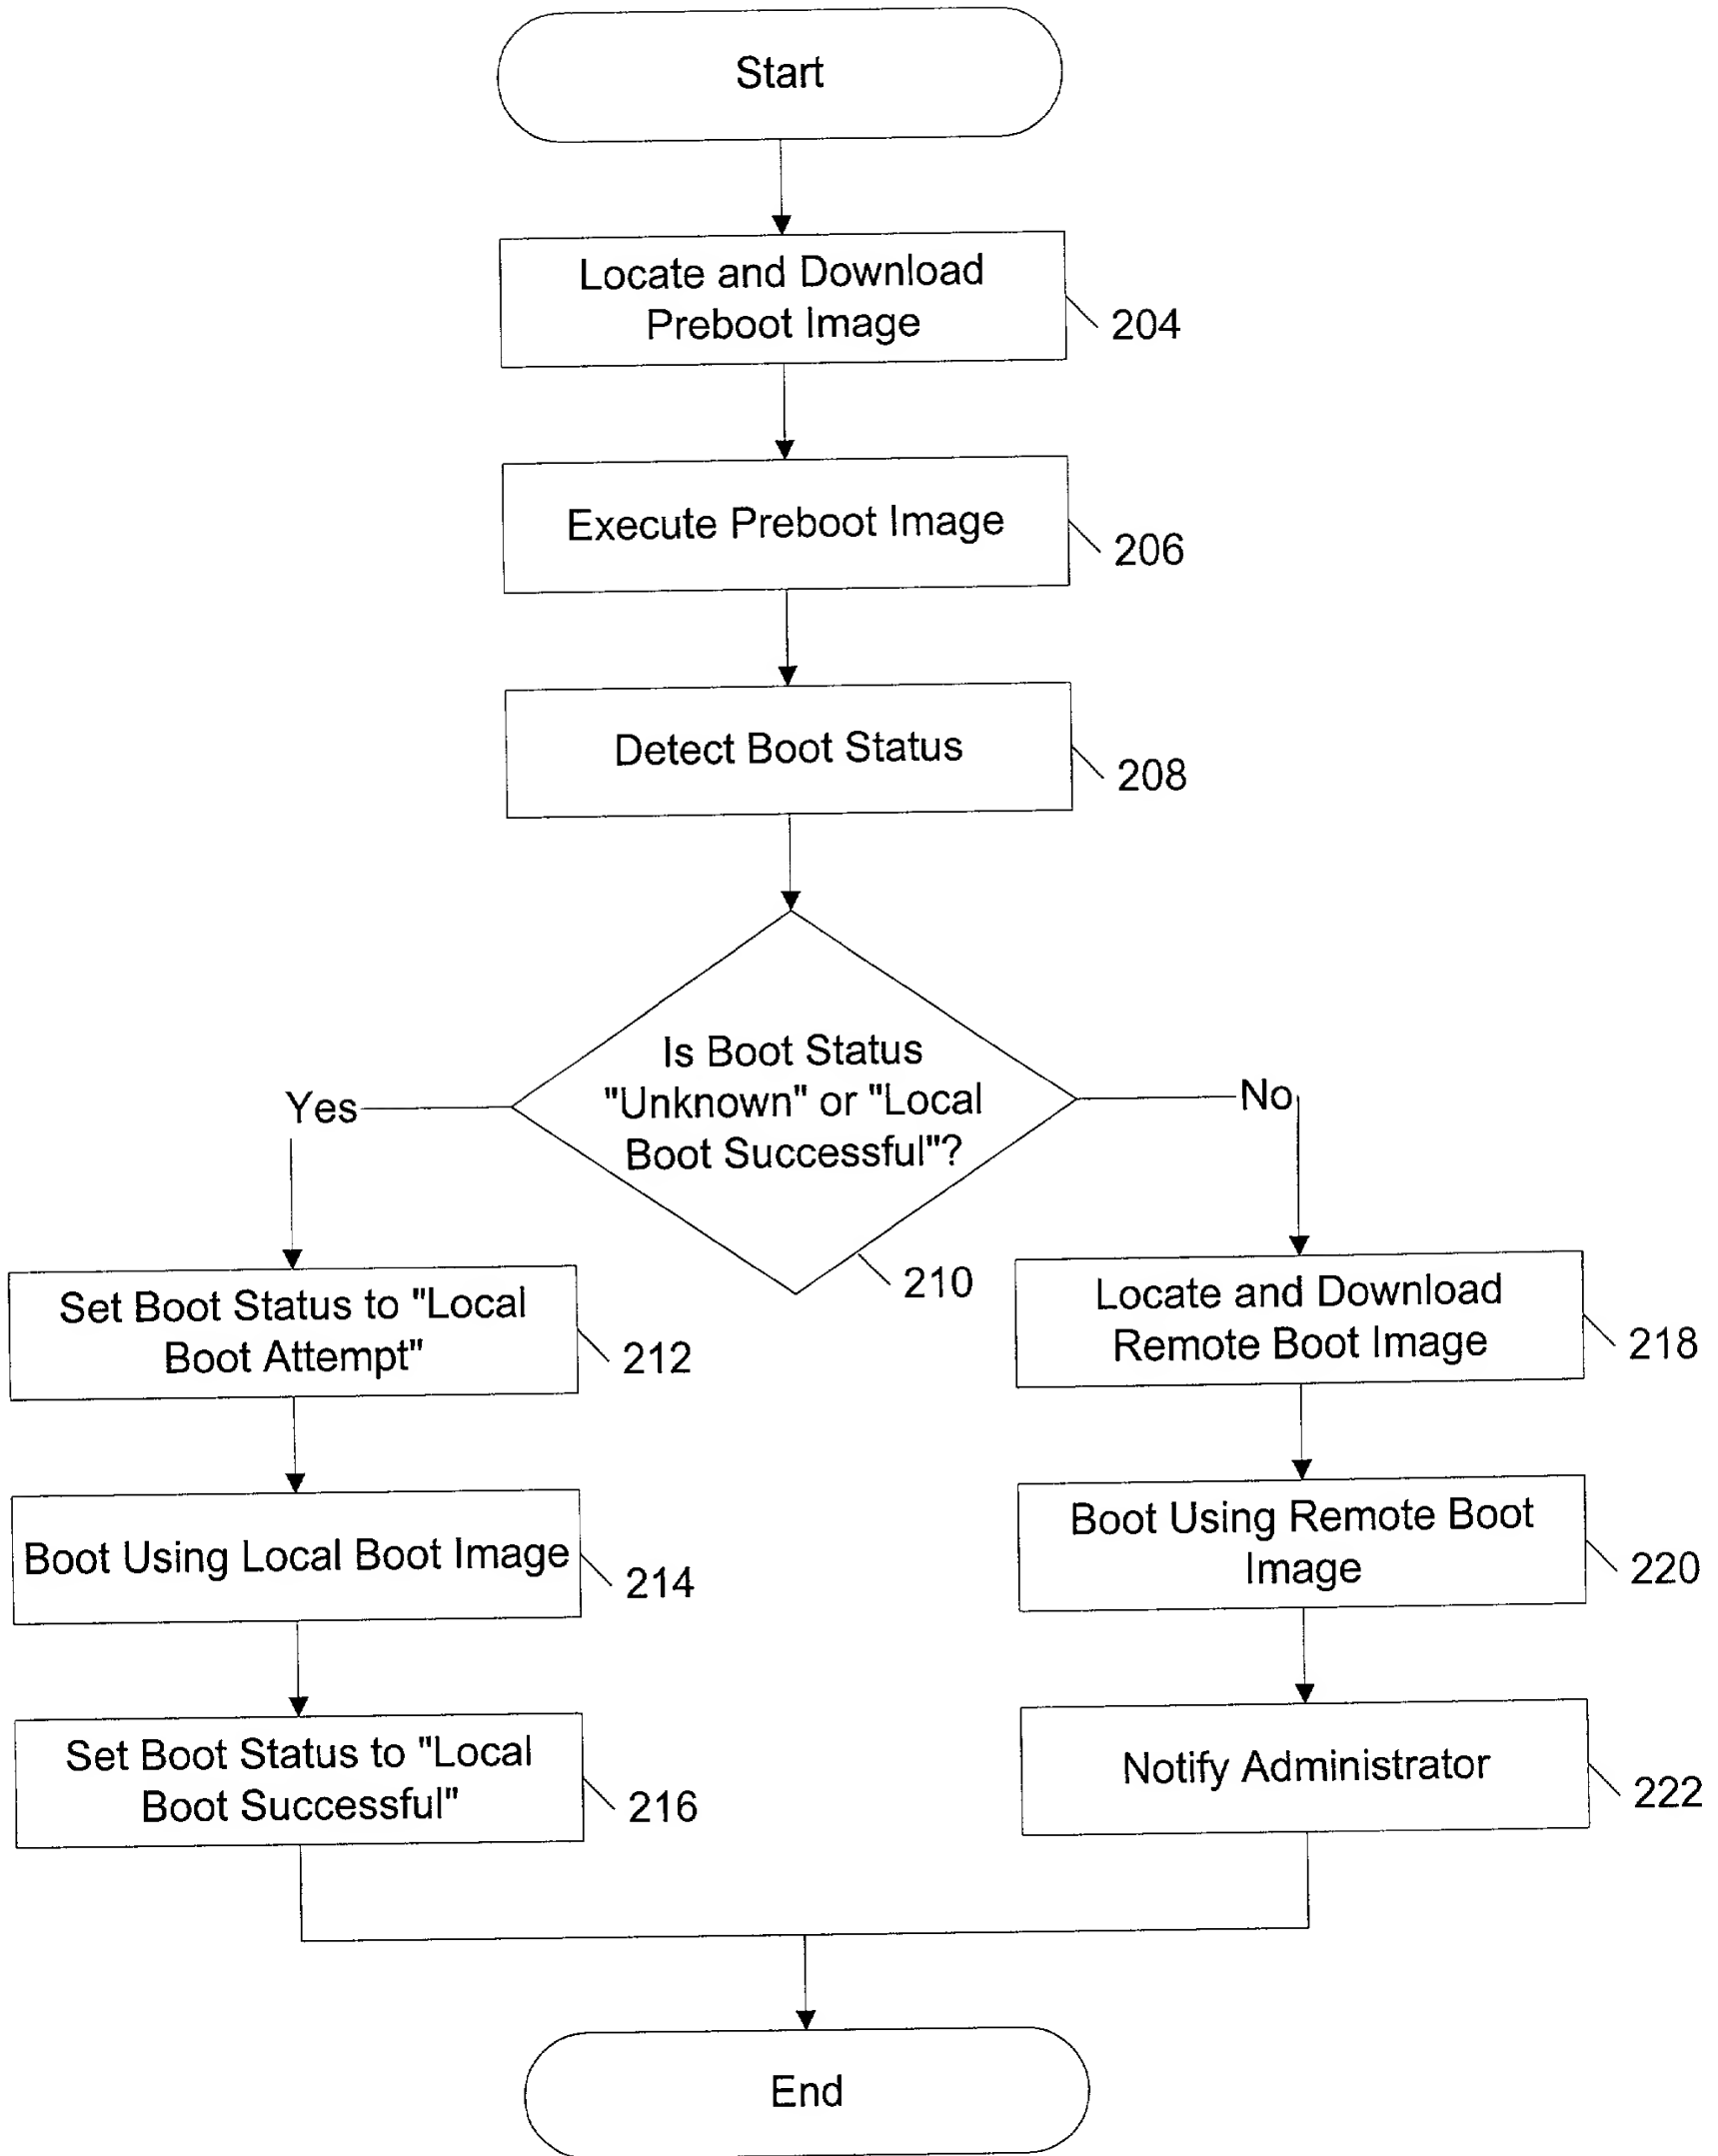 Start
Locate and Download
Preboot Image
204
Execute Preboot Image
206
Detect Boot Status
208
Is Boot Status
"Unknown" or "Local
Boot Successful"?
Yes
No
210
Set Boot Status to "Local
Boot Attempt"
212
Locate and Download
Remote Boot Image
218
Boot Using Local Boot Image
214
Boot Using Remote Boot
Image
220
Set Boot Status to "Local
Boot Successful"
216
Notify Administrator
222
End